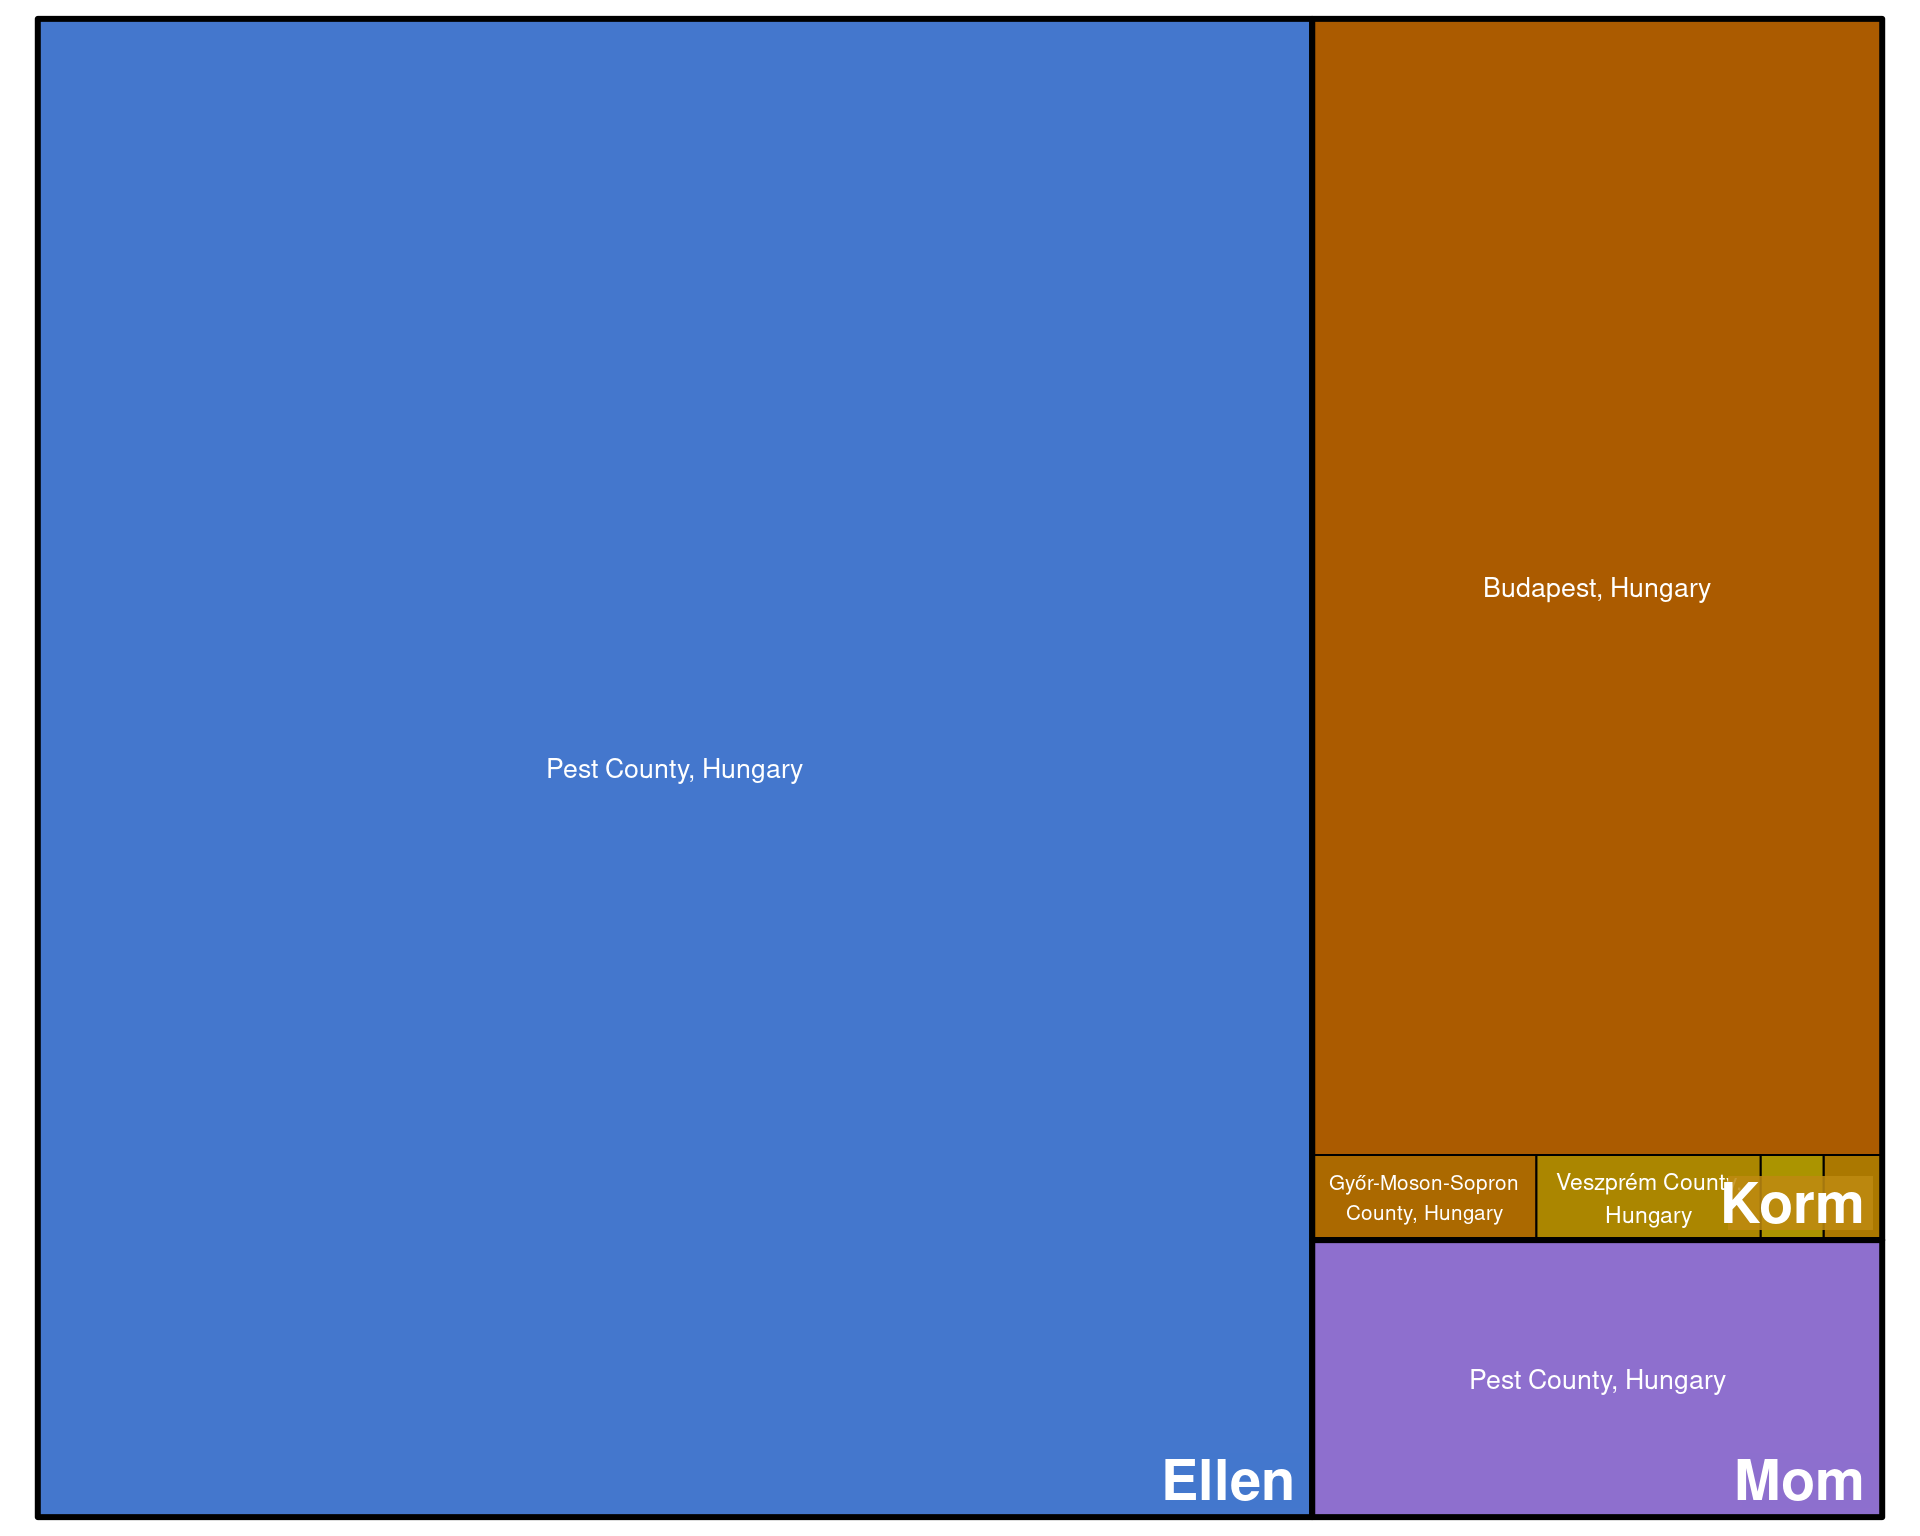 Pest County, Hungary
Ellen
Budapest, Hungary
Győr-Moson-Sopron
County, Hungary
Veszprém Count
Hungary
Korm
Pest County, Hungary
Mom